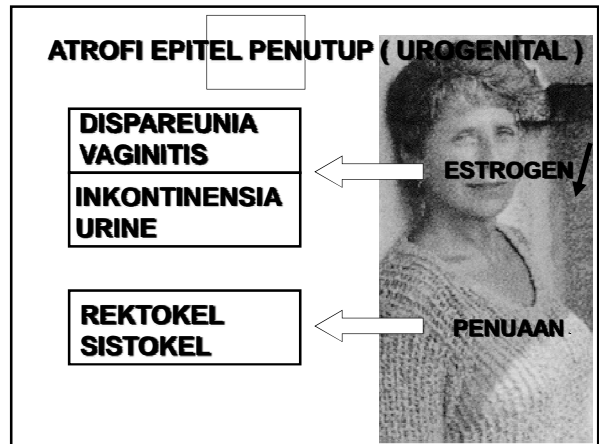 ATROFI EPITEL PENUTUP ( UROGENITAL )
DISPAREUNIA
VAGINITIS
INKONTINENSIA
URINE
ESTROGEN
REKTOKEL
SISTOKEL
PENUAAN